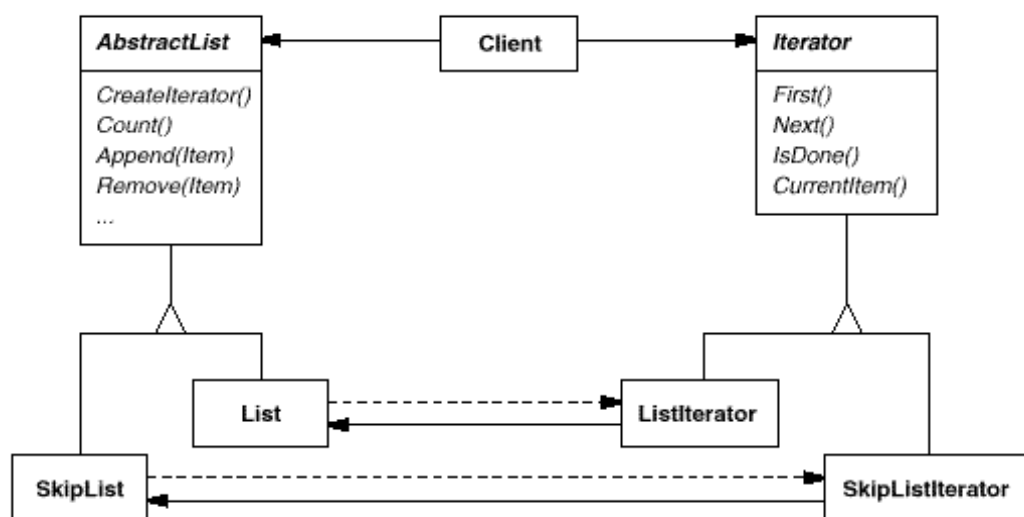 AbstractList
CreateIterator()
Count()
Append(Item)
Remove(Item)
...
Client
Iterator
First()
Next()
IsDone()
CurrentItem()
List
ListIterator
SkipList
SkipListIterator